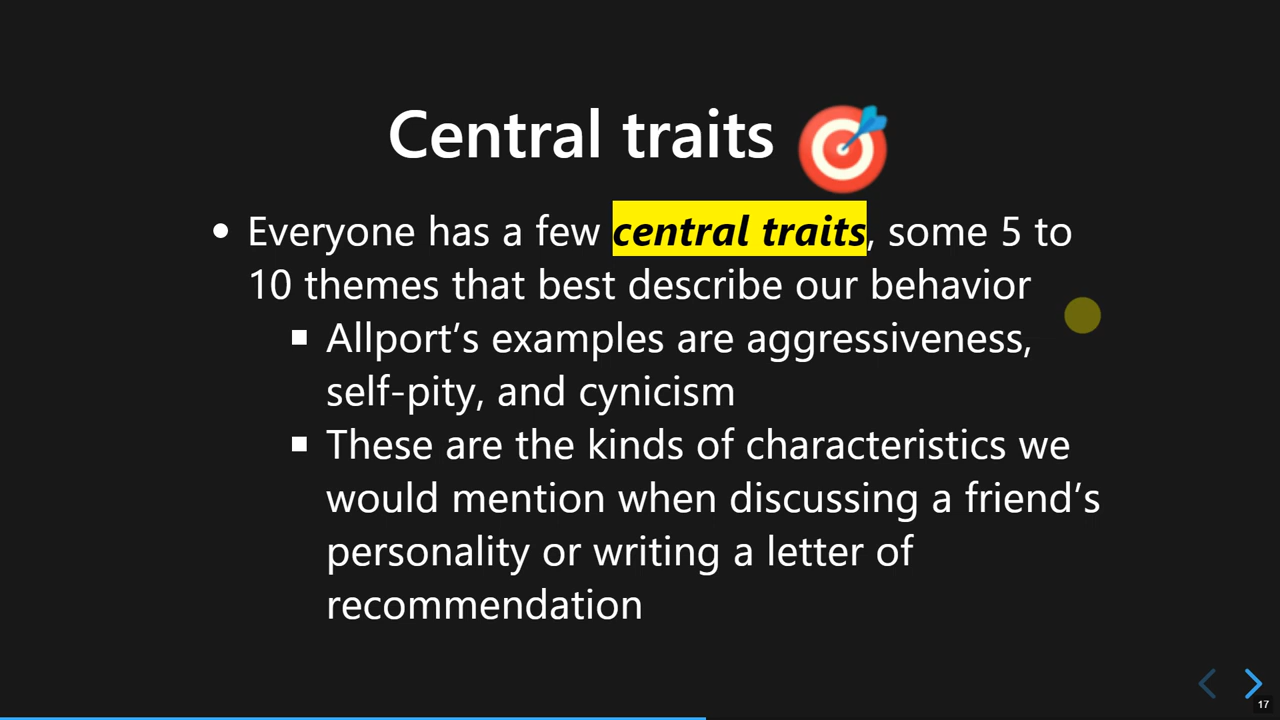 Central traits
Everyone has a few central traits, some 5 to
10 themes that best describe our behavior
Allport’s examples are aggressiveness,
self-pity, and cynicism
These are the kinds of characteristics we
would mention when discussing a friend’s
personality or writing a letter of
recommendation
17